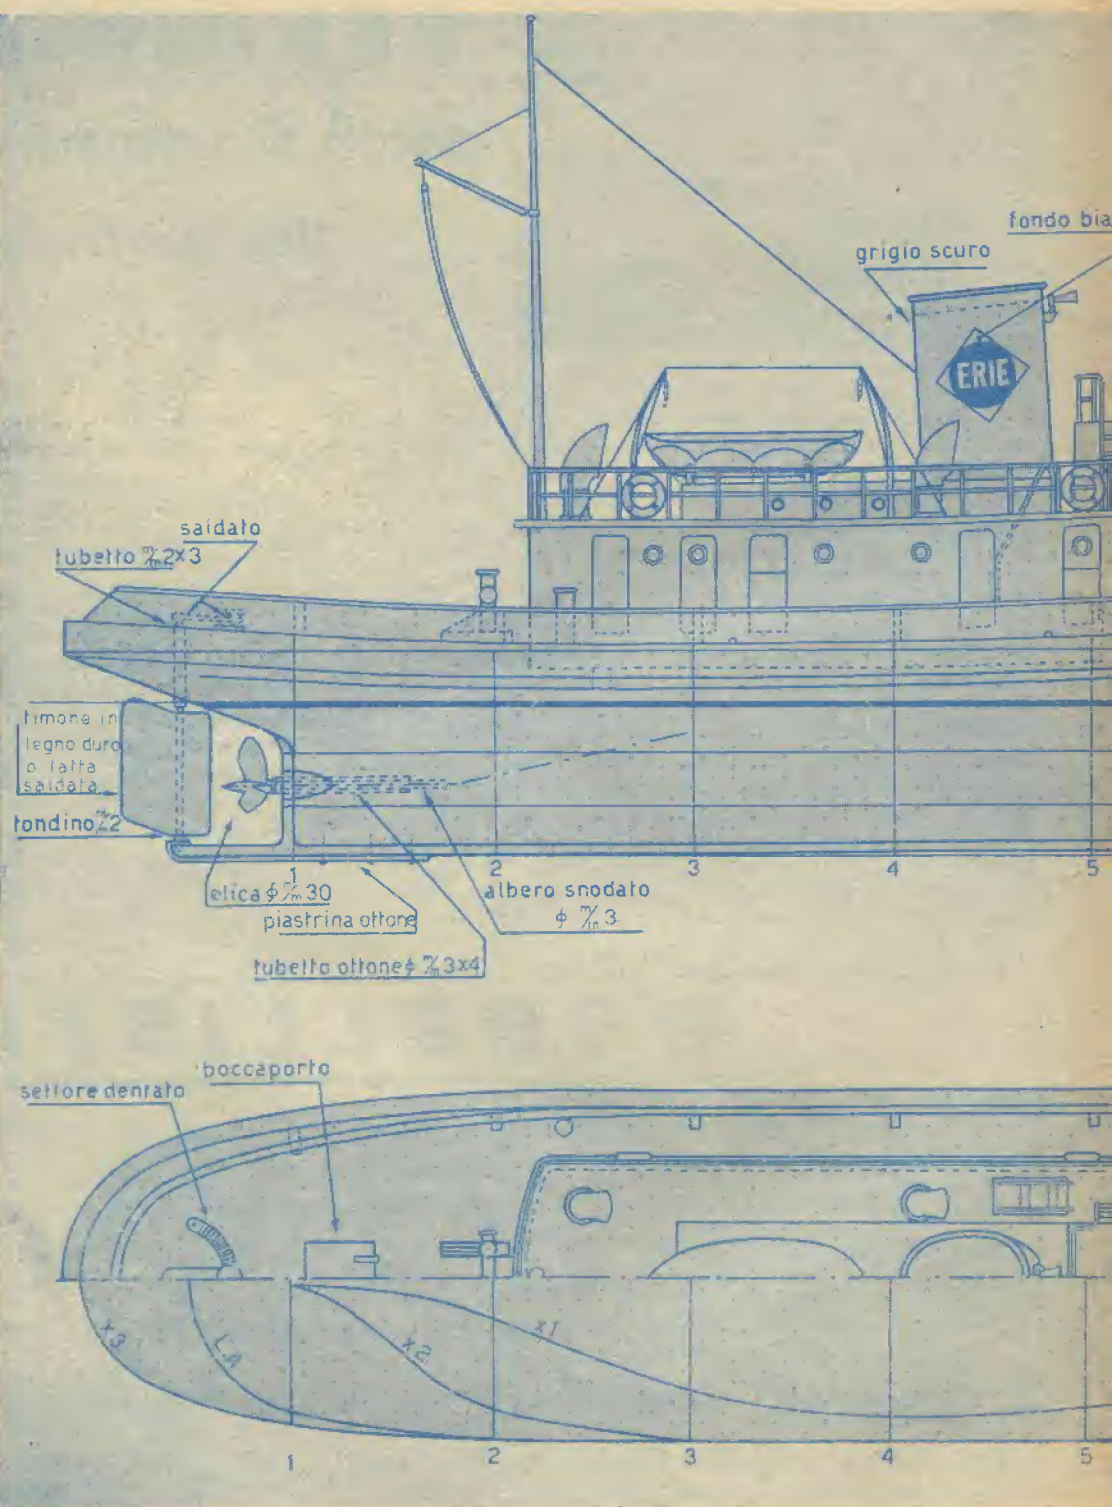 fondo bia
grigio scuro
ERIE
saldato
tubetto m/m 2x3
timone in
legno duro
o latta
saldata
tondino m/m 2
1
2
3
4
5
elica ϕ m/m 30
piastrina ottone
albero snodato
ϕ m/m 3
tubetto ottone ϕ m/m 3x4
boccaporto
settore dentato
x3
L.A
x2
x1
1
2
3
4
5